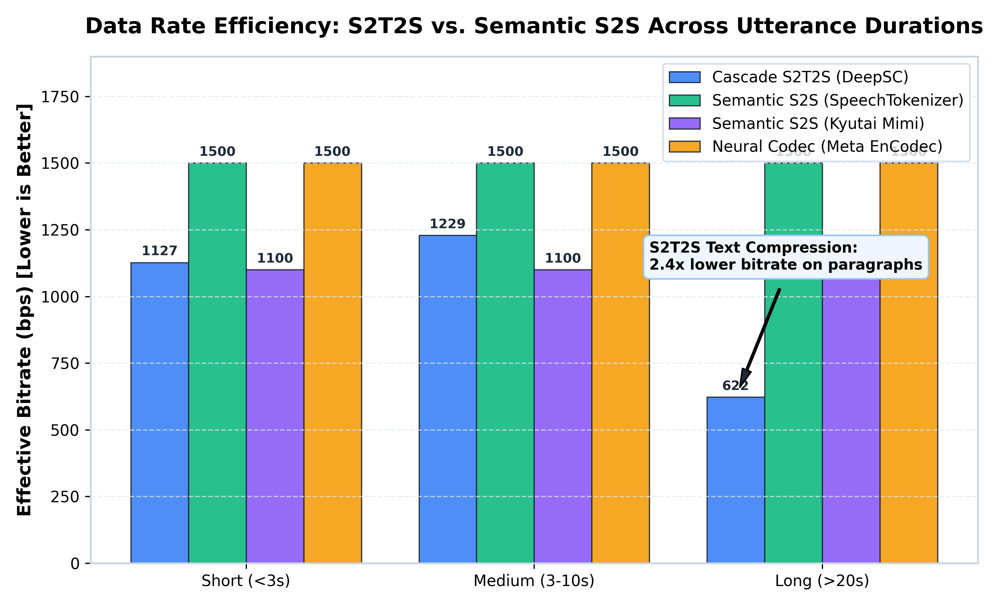 Data Rate Efficiency: S2T2S vs. Semantic S2S Across Utterance Durations
Effective Bitrate (bps) [Lower is Better]
1750
1500
1250
1000
750
500
250
0
Cascade S2T2S (DeepSC)
Semantic S2S (SpeechTokenizer)
Semantic S2S (Kyutai Mimi)
Neural Codec (Meta EnCodec)
1127
1500
1100
1500
1229
1500
1100
1500
622
1500
1500
S2T2S Text Compression:
2.4x lower bitrate on paragraphs
Short (<3s)
Medium (3-10s)
Long (>20s)